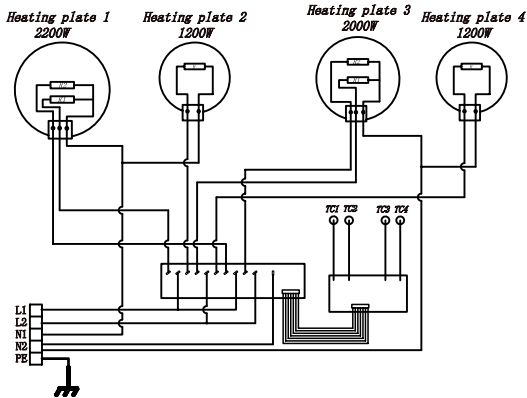 Heating plate 1
2200W
Heating plate 2
1200W
Heating plate 3
2000W
Heating plate 4
1200W
TC1 TC2 TC3 TC4
L1
L2
N1
N2
PE